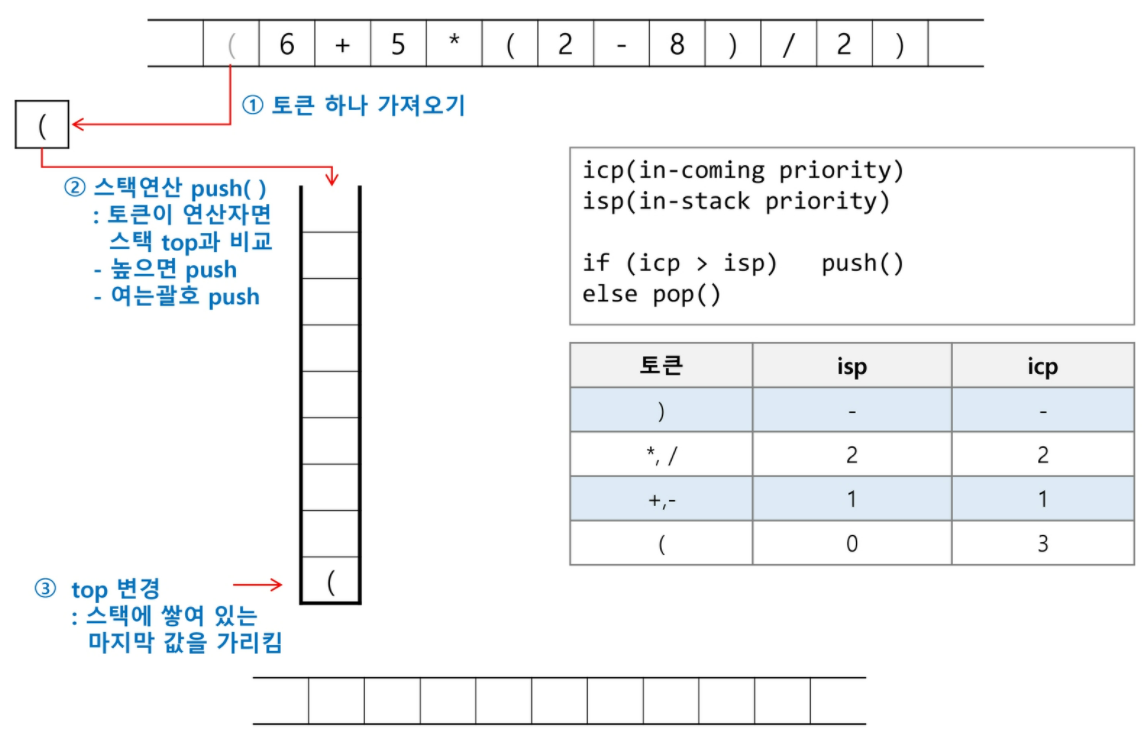 ( 6 + 5 * ( 2 - 8 ) / 2 )
① 토큰 하나 가져오기
(
② 스택연산 push( )
: 토큰이 연산자면
스택 top과 비교
- 높으면 push
- 여는괄호 push
icp(in-coming priority)
isp(in-stack priority)
if (icp > isp) push()
else pop()
토큰 isp icp
) - -
*, / 2 2
+,- 1 1
( 0 3
(
③ top 변경
: 스택에 쌓여 있는
마지막 값을 가리킴